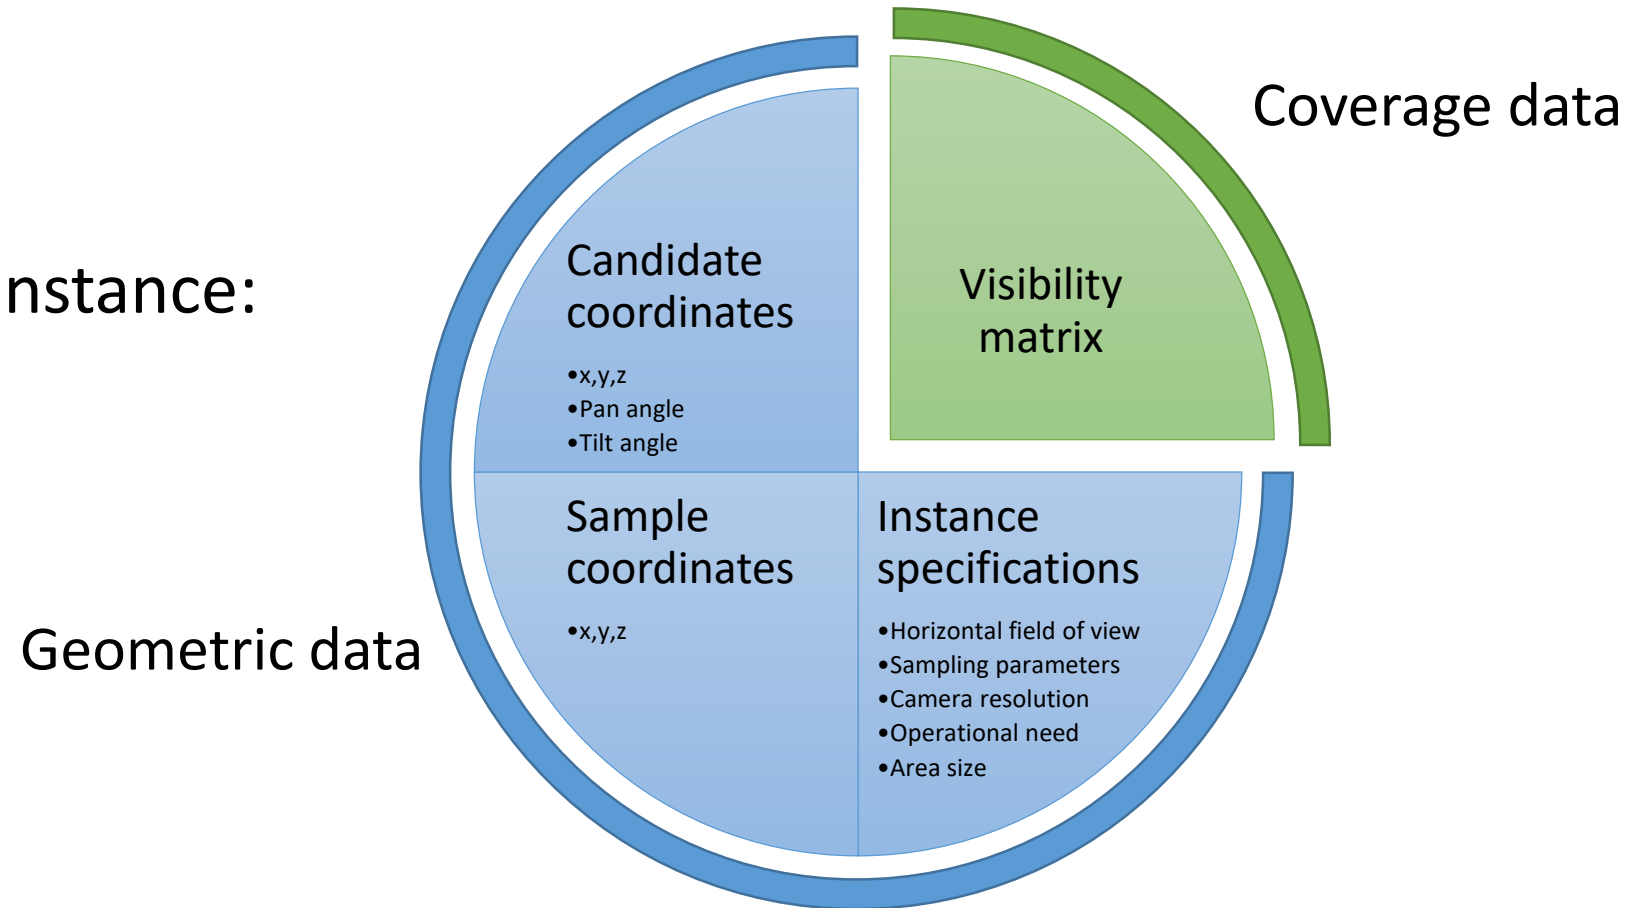 nstance:
Geometric data
Candidate
coordinates
•x,y,z
•Pan angle
•Tilt angle
Visibility
matrix
Coverage data
Sample
coordinates
•x,y,z
Instance
specifications
•Horizontal field of view
•Sampling parameters
•Camera resolution
•Operational need
•Area size